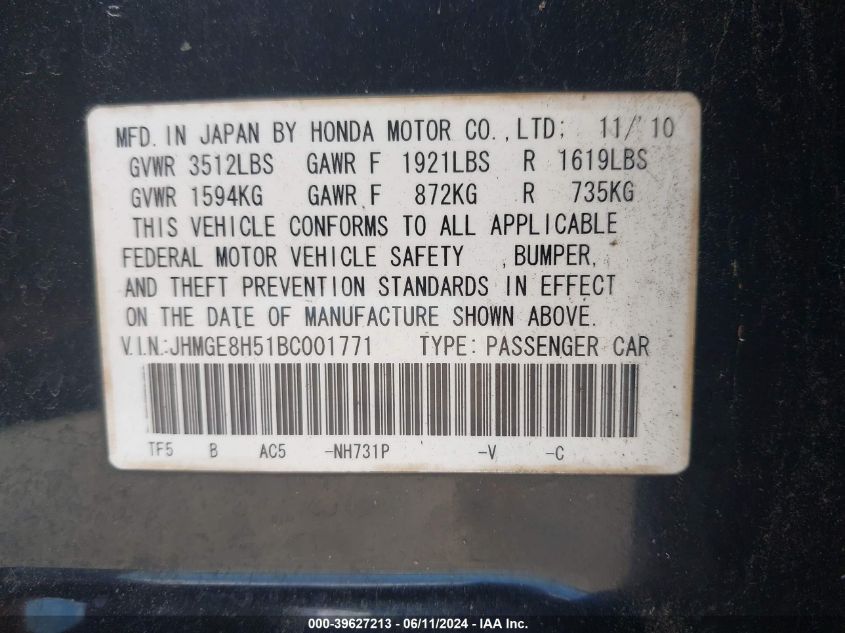 MFD. IN JAPAN BY HONDA MOTOR CO., LTD; 11/'10
GVWR 3512LBS GAWR F 1921LBS R 1619LBS
GVWR 1594KG GAWR F 872KG R 735KG
THIS VEHICLE CONFORMS TO ALL APPLICABLE
FEDERAL MOTOR VEHICLE SAFETY , BUMPER,
AND THEFT PREVENTION STANDARDS IN EFFECT
ON THE DATE OF MANUFACTURE SHOWN ABOVE.
V.I.N.:JHMGE8H51BC001771 TYPE: PASSENGER CAR
TF5 B AC5 -NH731P -V -C
000-39627213 - 06/11/2024 - IAA Inc.